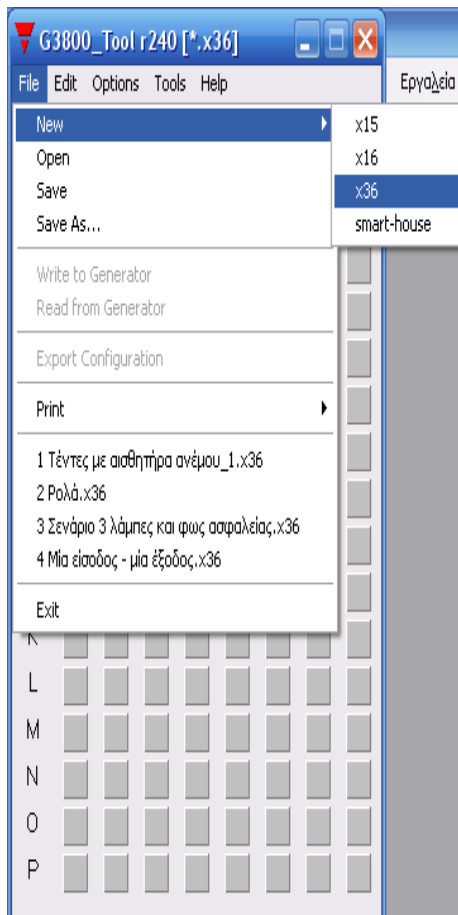 G3800_Tool r240 [*.x36]
File Edit Options Tools Help
Εργαλεία
New
x15
Open
x16
Save
x36
Save As...
smart-house
Write to Generator
Read from Generator
Export Configuration
Print
1 Τέντες με αισθητήρα ανέμου_1.x36
2 Ρολά.x36
3 Σενάριο 3 λάμπες και φως ασφαλείας.x36
4 Μία είσοδος - μία έξοδος.x36
Exit
K
L
M
N
O
P